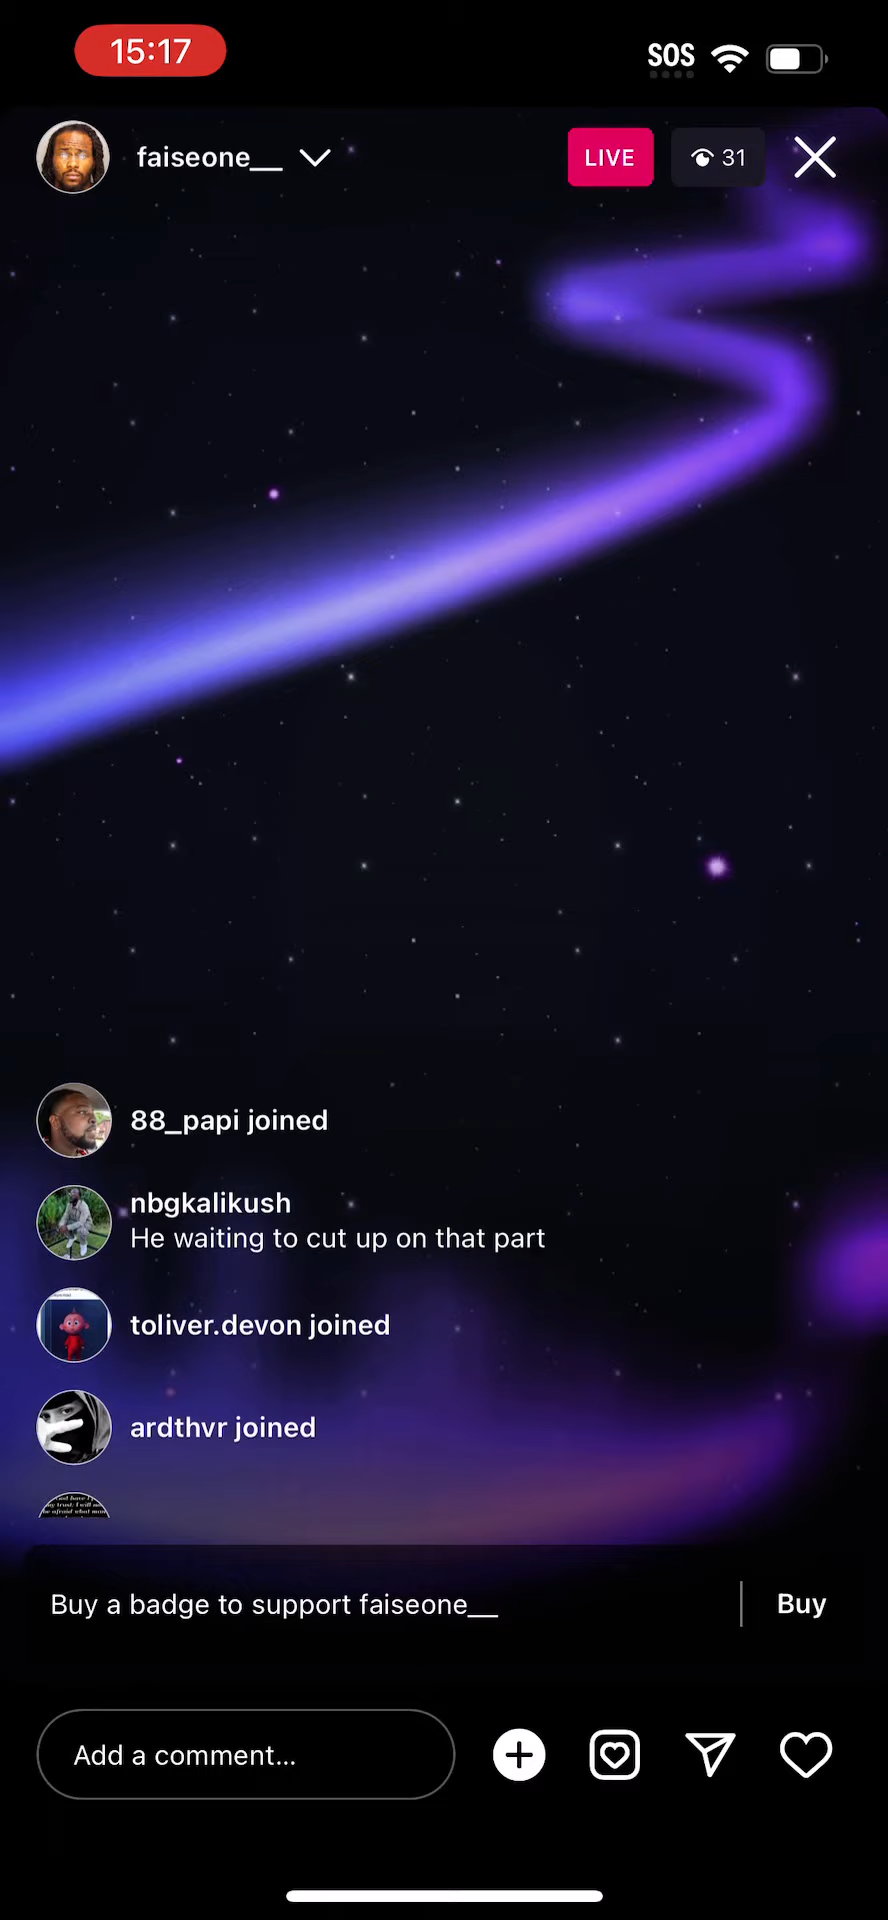 15:17
SOS
faiseone__
LIVE
31
88_papi joined
nbgkalikush
He waiting to cut up on that part
toliver.devon joined
ardthvr joined
Buy a badge to support faiseone__
Buy
Add a comment...